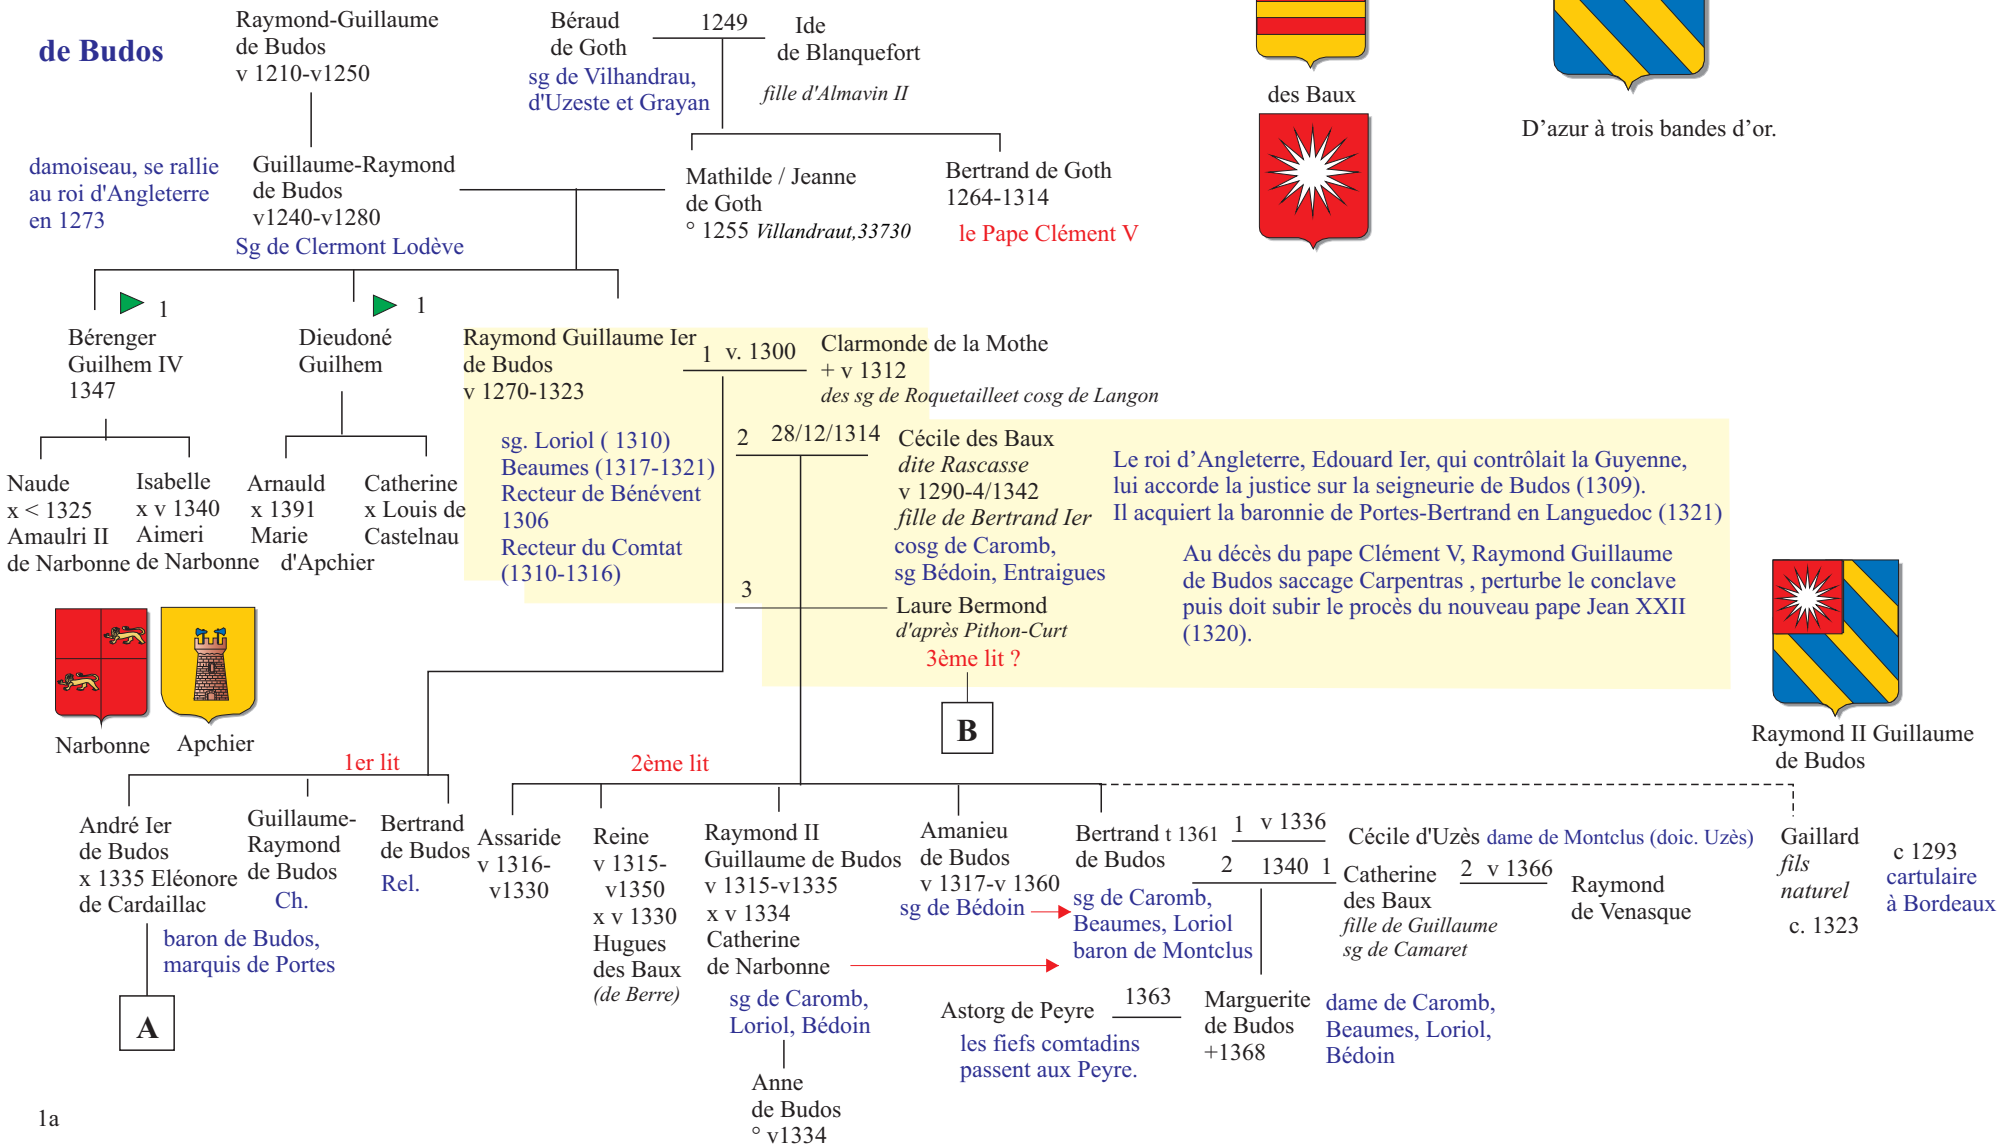 de Budos
Raymond-Guillaume
de Budos
v 1210-v1250
Béraud
de Goth
sg de Vilhandrau,
d'Uzeste et Grayan
1249
Ide
de Blanquefort
fille d'Almavin II
des Baux
D'azur à trois bandes d'or.
damoiseau, se rallie
au roi d'Angleterre
en 1273
Guillaume-Raymond
de Budos
v1240-v1280
Sg de Clermont Lodève
Mathilde / Jeanne
de Goth
° 1255 Villandraut,33730
Bertrand de Goth
1264-1314
le Pape Clément V
1
Bérenger
Guilhem IV
1347
1
Dieudoné
Guilhem
Raymond Guillaume Ier
de Budos
v 1270-1323
1 v. 1300
Clarmonde de la Mothe
+ v 1312
des sg de Roquetailleet cosg de Langon
sg. Loriol ( 1310)
Beaumes (1317-1321)
Recteur de Bénévent
1306
Recteur du Comtat
(1310-1316)
2 28/12/1314
Cécile des Baux
dite Rascasse
v 1290-4/1342
fille de Bertrand Ier
cosg de Caromb,
sg Bédoin, Entraigues
Le roi d'Angleterre, Edouard Ier, qui contrôlait la Guyenne,
lui accorde la justice sur la seigneurie de Budos (1309).
Il acquiert la baronnie de Portes-Bertrand en Languedoc (1321)
Au décès du pape Clément V, Raymond Guillaume
de Budos saccage Carpentras , perturbe le conclave
puis doit subir le procès du nouveau pape Jean XXII
(1320).
Naude
x < 1325
Amaulri II
de Narbonne
Isabelle
x v 1340
Aimeri
de Narbonne
Arnauld
x 1391
Marie
d'Apchier
Catherine
x Louis de
Castelnau
3
Laure Bermond
d'après Pithon-Curt
3ème lit ?
B
Narbonne
Apchier
Raymond II Guillaume
de Budos
1er lit
2ème lit
André Ier
de Budos
x 1335 Eléonore
de Cardaillac
baron de Budos,
marquis de Portes
A
Guillaume-
Raymond
de Budos
Ch.
Bertrand
de Budos
Rel.
Assaride
v 1316-
v1330
Reine
v 1315-
v1350
x v 1330
Hugues
des Baux
(de Berre)
Raymond II
Guillaume de Budos
v 1315-v1335
x v 1334
Catherine
de Narbonne
sg de Caromb,
Loriol, Bédoin
Anne
de Budos
° v1334
Amanieu
de Budos
v 1317-v 1360
sg de Bédoin
Bertrand t 1361
de Budos
sg de Caromb,
Beaumes, Loriol
baron de Montclus
1 v 1336
Cécile d'Uzès dame de Montclus (doic. Uzès)
2 1340 1
Catherine
des Baux
fille de Guillaume
sg de Camaret
2 v 1366
Raymond
de Venasque
Gaillard
fils
naturel
c. 1323
c 1293
cartulaire
à Bordeaux
Astorg de Peyre
les fiefs comtadins
passent aux Peyre.
1363
Marguerite
de Budos
+1368
dame de Caromb,
Beaumes, Loriol,
Bédoin
1a